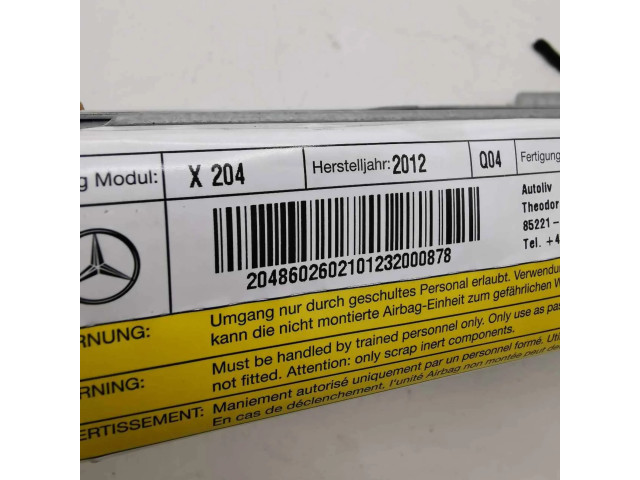 g Modul: X 204 Herstelljahr: 2012 Q04 Fertigung
Autoliv
Theodor
85221-
Tel. +4
2048602602101232000878
RNUNG: Umgang nur durch geschultes Personal erlaubt. Verwendu
kann die nicht montierte Airbag-Einheit zum gefährlichen W
RNING: Must be handled by trained personnel only. Only use as pas
not fitted. Attention: only scrap inert components.
ERTISSEMENT: Maniement autorisé uniquement par un personnel formé. Util
En cas de déclenchement, l'unité Airbag non montée peut de